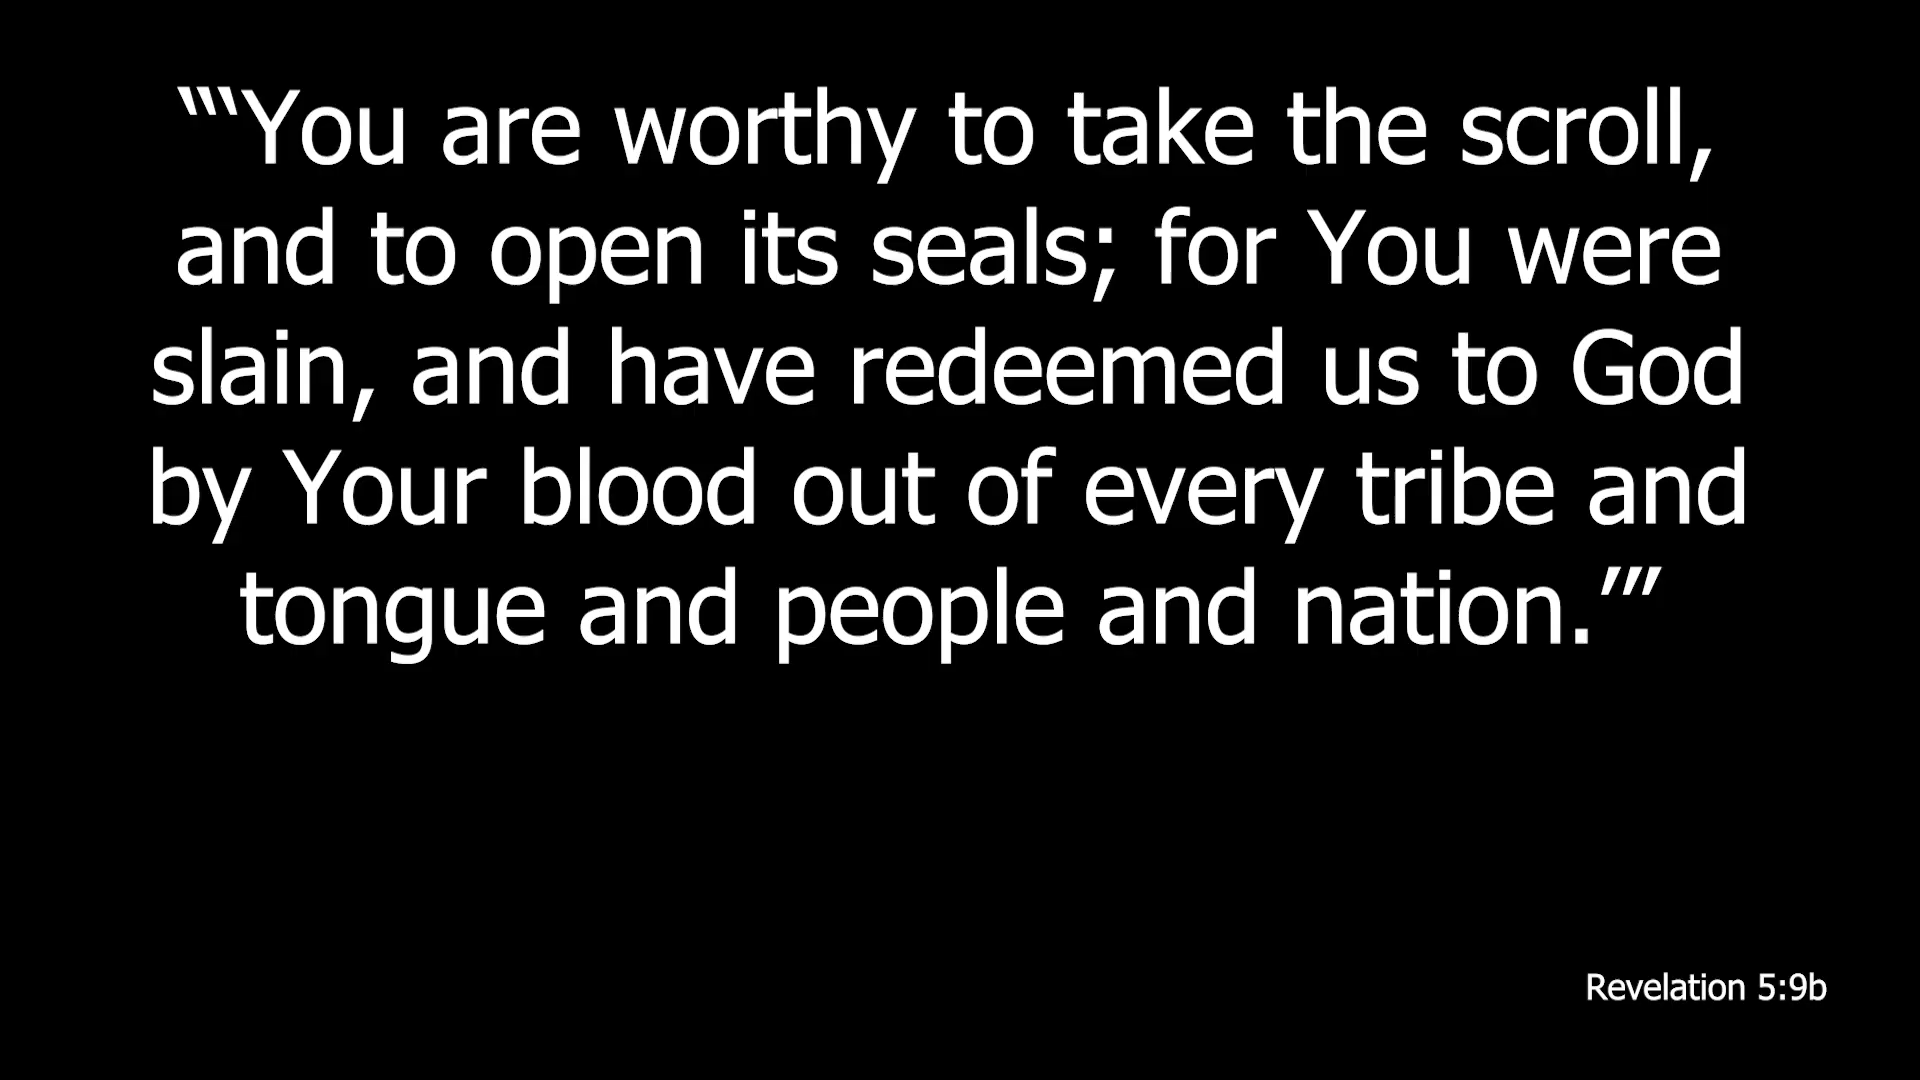 “‘You are worthy to take the scroll,
and to open its seals; for You were
slain, and have redeemed us to God
by Your blood out of every tribe and
tongue and people and nation.’”
Revelation 5:9b